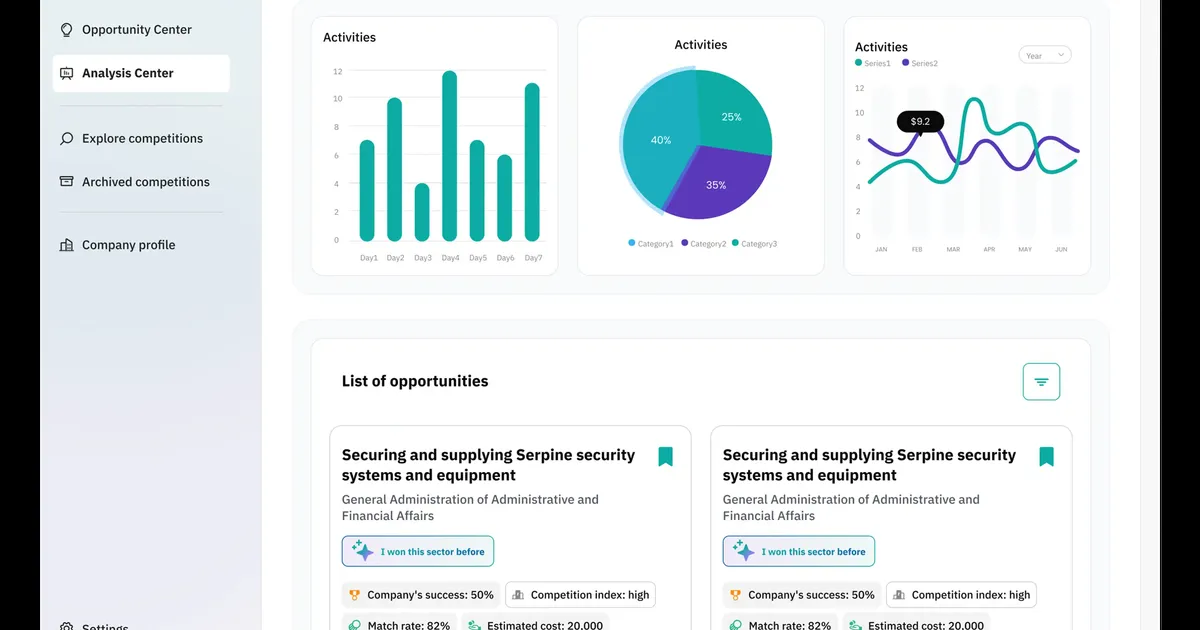 Opportunity Center
Analysis Center
Explore competitions
Archived competitions
Company profile
Settings
Activities
12
10
8
6
4
2
0
Day1 Day2 Day3 Day4 Day5 Day6 Day7
Activities
25%
40%
35%
Category1 Category2 Category3
Activities
Series1 Series2
Year
12
10
8
6
4
2
0
$9.2
JAN FEB MAR APR MAY JUN
List of opportunities
Securing and supplying Serpine security
systems and equipment
General Administration of Administrative and
Financial Affairs
I won this sector before
Company's success: 50%
Competition index: high
Match rate: 82%
Estimated cost: 20.000
Securing and supplying Serpine security
systems and equipment
General Administration of Administrative and
Financial Affairs
I won this sector before
Company's success: 50%
Competition index: high
Match rate: 82%
Estimated cost: 20.000